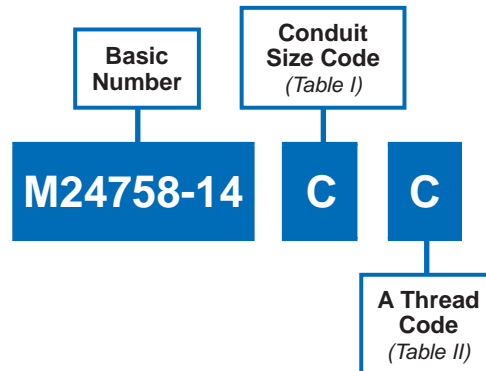 Basic
Number
Conduit
Size Code
(Table I)
M24758-14
C
C
A Thread
Code
(Table II)